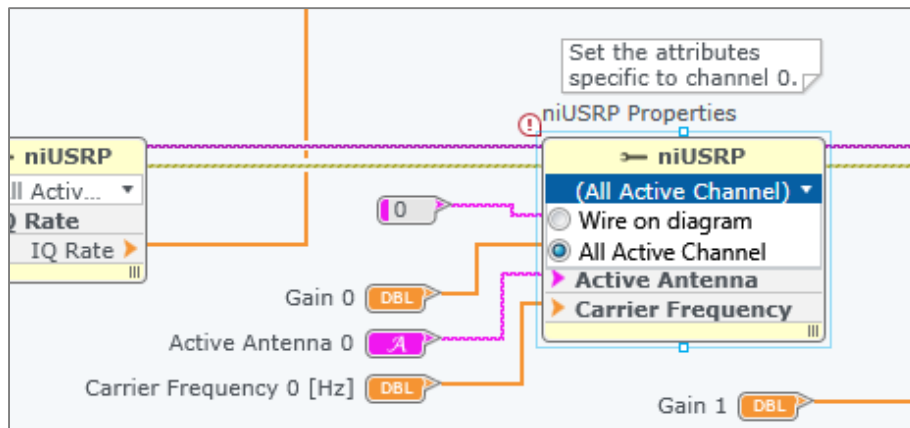 Set the attributes
specific to channel 0.
niUSRP Properties
niUSRP
ll Activ...
Q Rate
IQ Rate
niUSRP
(All Active Channel)
Wire on diagram
All Active Channel
Active Antenna
Carrier Frequency
0
Gain 0 DBL
Active Antenna 0 A
Carrier Frequency 0 [Hz] DBL
Gain 1 DBL